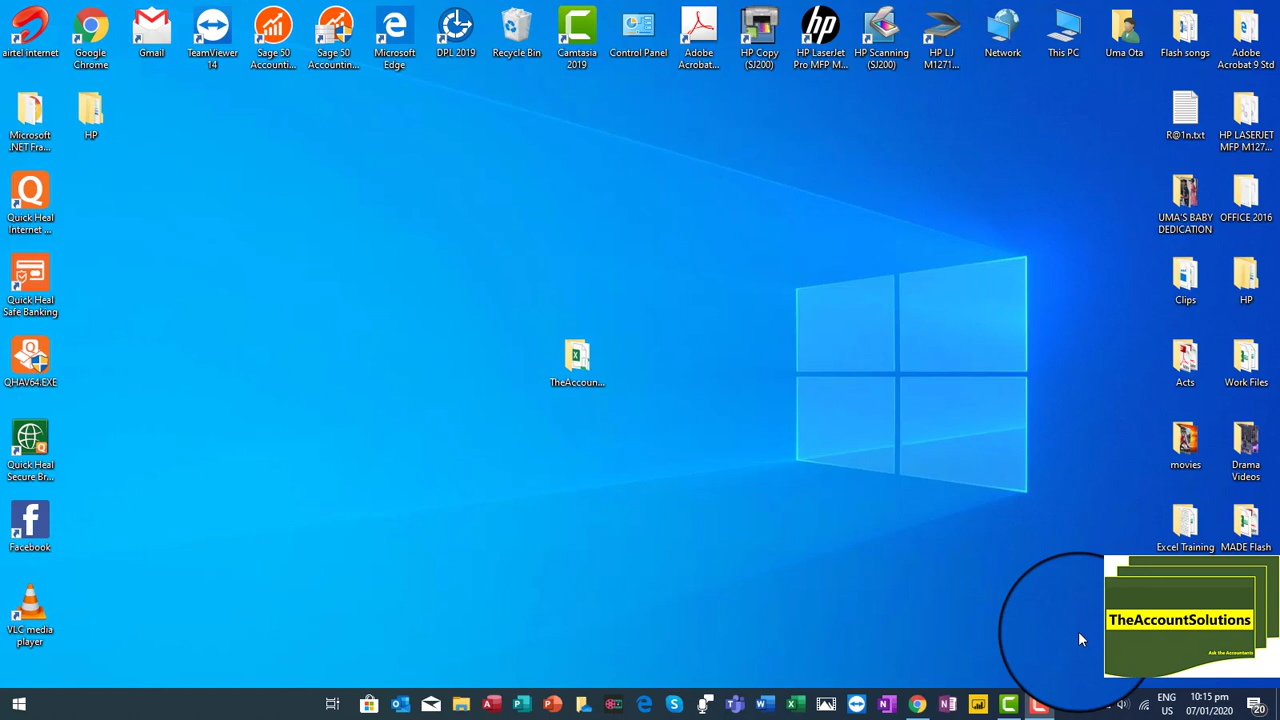 airtel internet
Google
Chrome
Gmail
TeamViewer
14
Sage 50
Accounti...
Sage 50
Accountin...
Microsoft
Edge
DPL 2019
Recycle Bin
Camtasia
2019
Control Panel
Adobe
Acrobat...
HP Copy
(SJ200)
HP LaserJet
Pro MFP M...
HP Scanning
(SJ200)
HP LJ
M1271...
Network
This PC
Uma Ota
Flash songs
Adobe
Acrobat 9 Std
Microsoft
.NET Fra...
HP
R@1n.txt
HP LASERJET
MFP M127...
Quick Heal
Internet ...
UMA'S BABY
DEDICATION
OFFICE 2016
Quick Heal
Safe Banking
Clips
HP
QHAV64.EXE
TheAccoun...
Acts
Work Files
Quick Heal
Secure Br...
movies
Drama
Videos
Facebook
Excel Training
MADE Flash
VLC media
player
TheAccountSolutions
Ask the Accountants
ENG
US
10:15 pm
07/01/2020
20